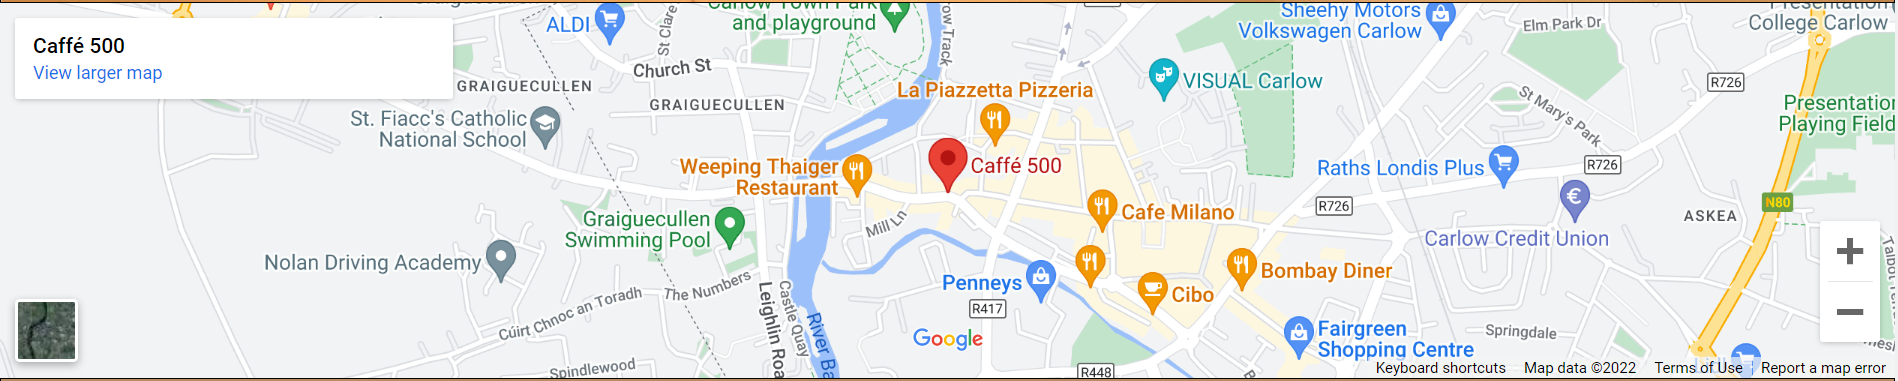 Caffé 500
View larger map
ALDI
Carlow Town Park
and playground
St Clare
Church St
GRAIGUECULLEN
GRAIGUECULLEN
St. Fiacc's Catholic
National School
Weeping Thaiger
Restaurant
La Piazzetta Pizzeria
Caffé 500
Track
VISUAL Carlow
Sheehy Motors
Volkswagen Carlow
Elm Park Dr
Presentation
College Carlow
R726
St Mary's Park
Presentation
Playing Field
Raths Londis Plus
R726
R726
N80
ASKEA
Carlow Credit Union
Graiguecullen
Swimming Pool
Mill Ln
Cafe Milano
Nolan Driving Academy
Penneys
Bombay Diner
Cibo
The Numbers
Cúirt Chnoc an Toradh
Leighlin Roa
Castle Quay
River Ba
R417
Google
Fairgreen
Shopping Centre
Springdale
Spindlewood
R448
Keyboard shortcuts
Map data ©2022
Terms of Use
Report a map error